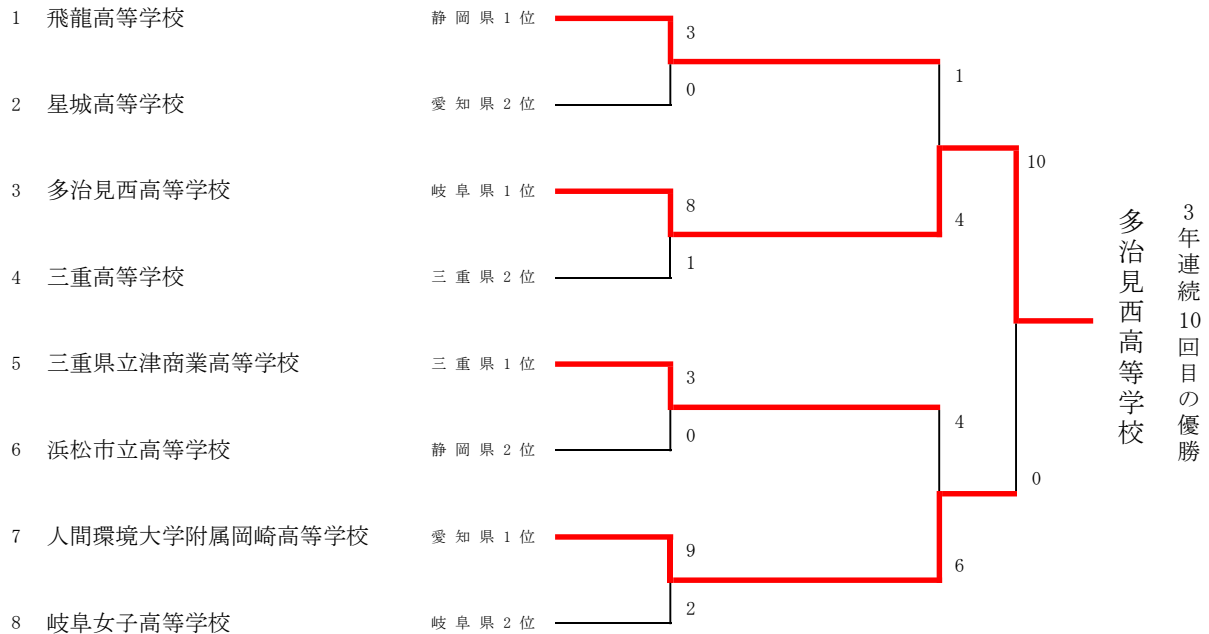 1 飛龍高等学校 静岡県1位
3
0
2 星城高等学校 愛知県2位
1
10
3 多治見西高等学校 岐阜県1位
8
4
1
4 三重高等学校 三重県2位
5 三重県立津商業高等学校 三重県1位
3
4
0
6 浜松市立高等学校 静岡県2位
0
7 人間環境大学附属岡崎高等学校 愛知県1位
9
6
2
8 岐阜女子高等学校 岐阜県2位
3年連続10回目の優勝
多治見西高等学校